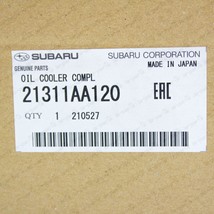 SUBARU
SUBARU CORPORATION
GENUINE PARTS
MADE IN JAPAN
OIL COOLER COMPL
21311AA120
EAC
QTY 1 210527